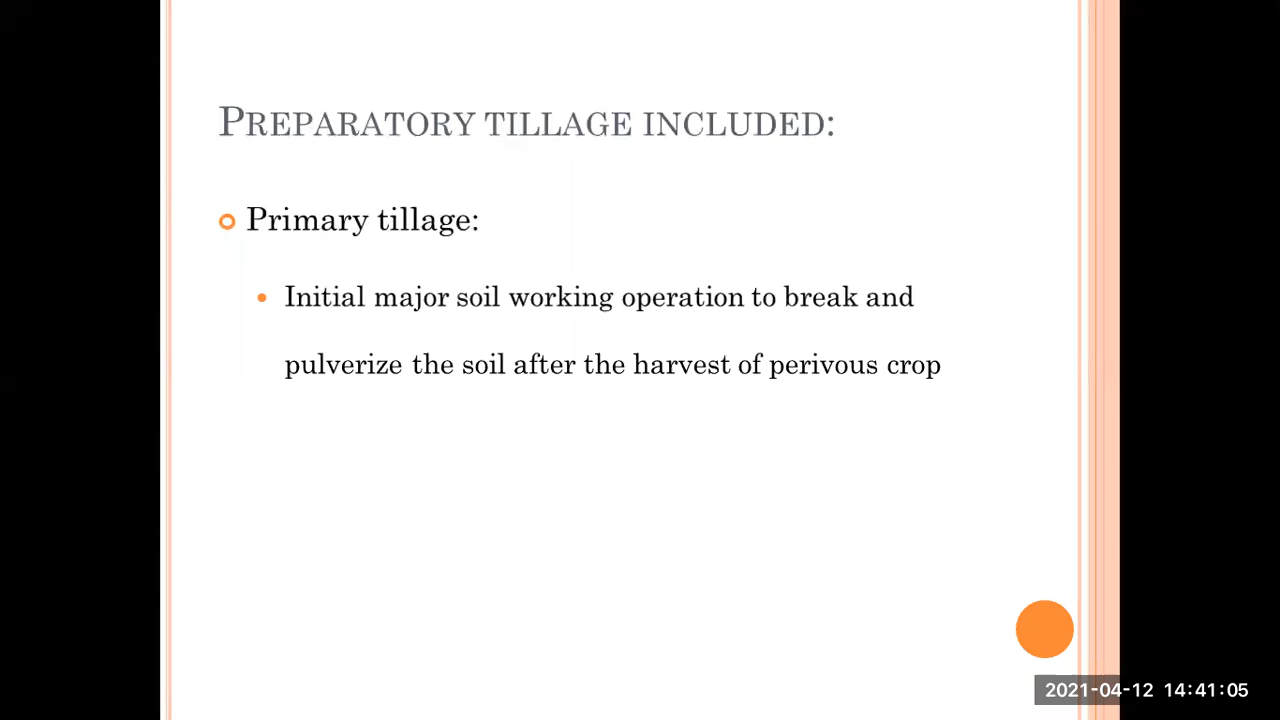 PREPARATORY TILLAGE INCLUDED:
Primary tillage:
Initial major soil working operation to break and
pulverize the soil after the harvest of perivous crop
2021-04-12 14:41:05